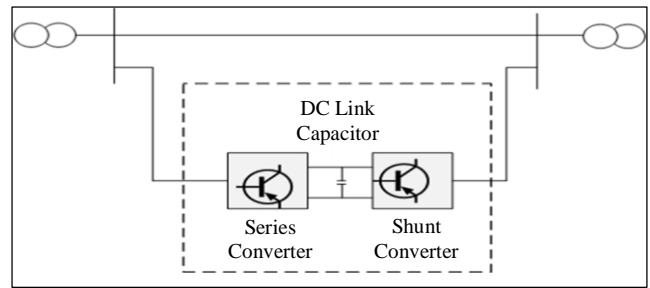 DC Link
Capacitor
Series
Converter
Shunt
Converter